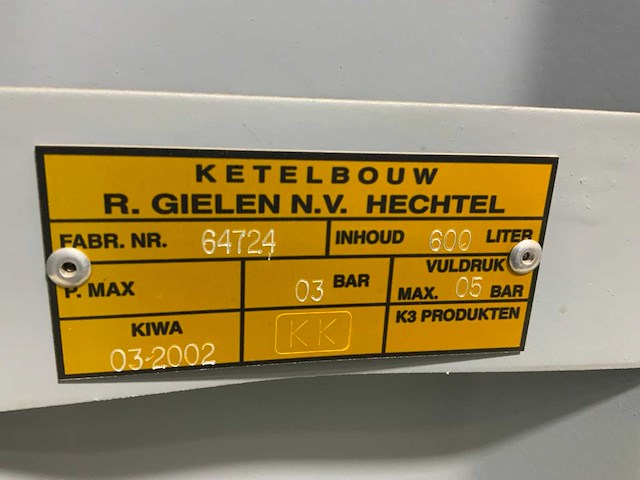 KETELBOUW
R. GIELEN N.V. HECHTEL
FABR. NR. 64724 INHOUD 600 LITER
P. MAX 03 BAR VULDRUK MAX. 05 BAR
KIWA 03-2002 KK K3 PRODUKTEN